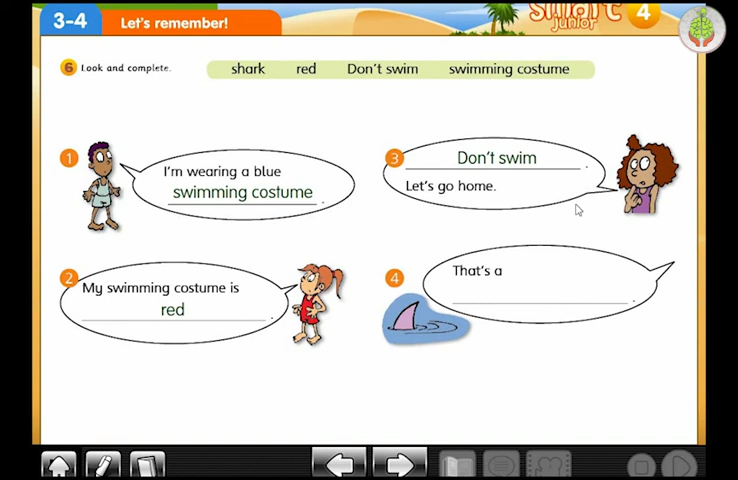 3-4 Let's remember!
smart
junior 4
6 Look and complete.
shark red Don't swim swimming costume
1
I'm wearing a blue
swimming costume.
3
Don't swim.
Let's go home.
2
My swimming costume is
red.
4
That's a
.